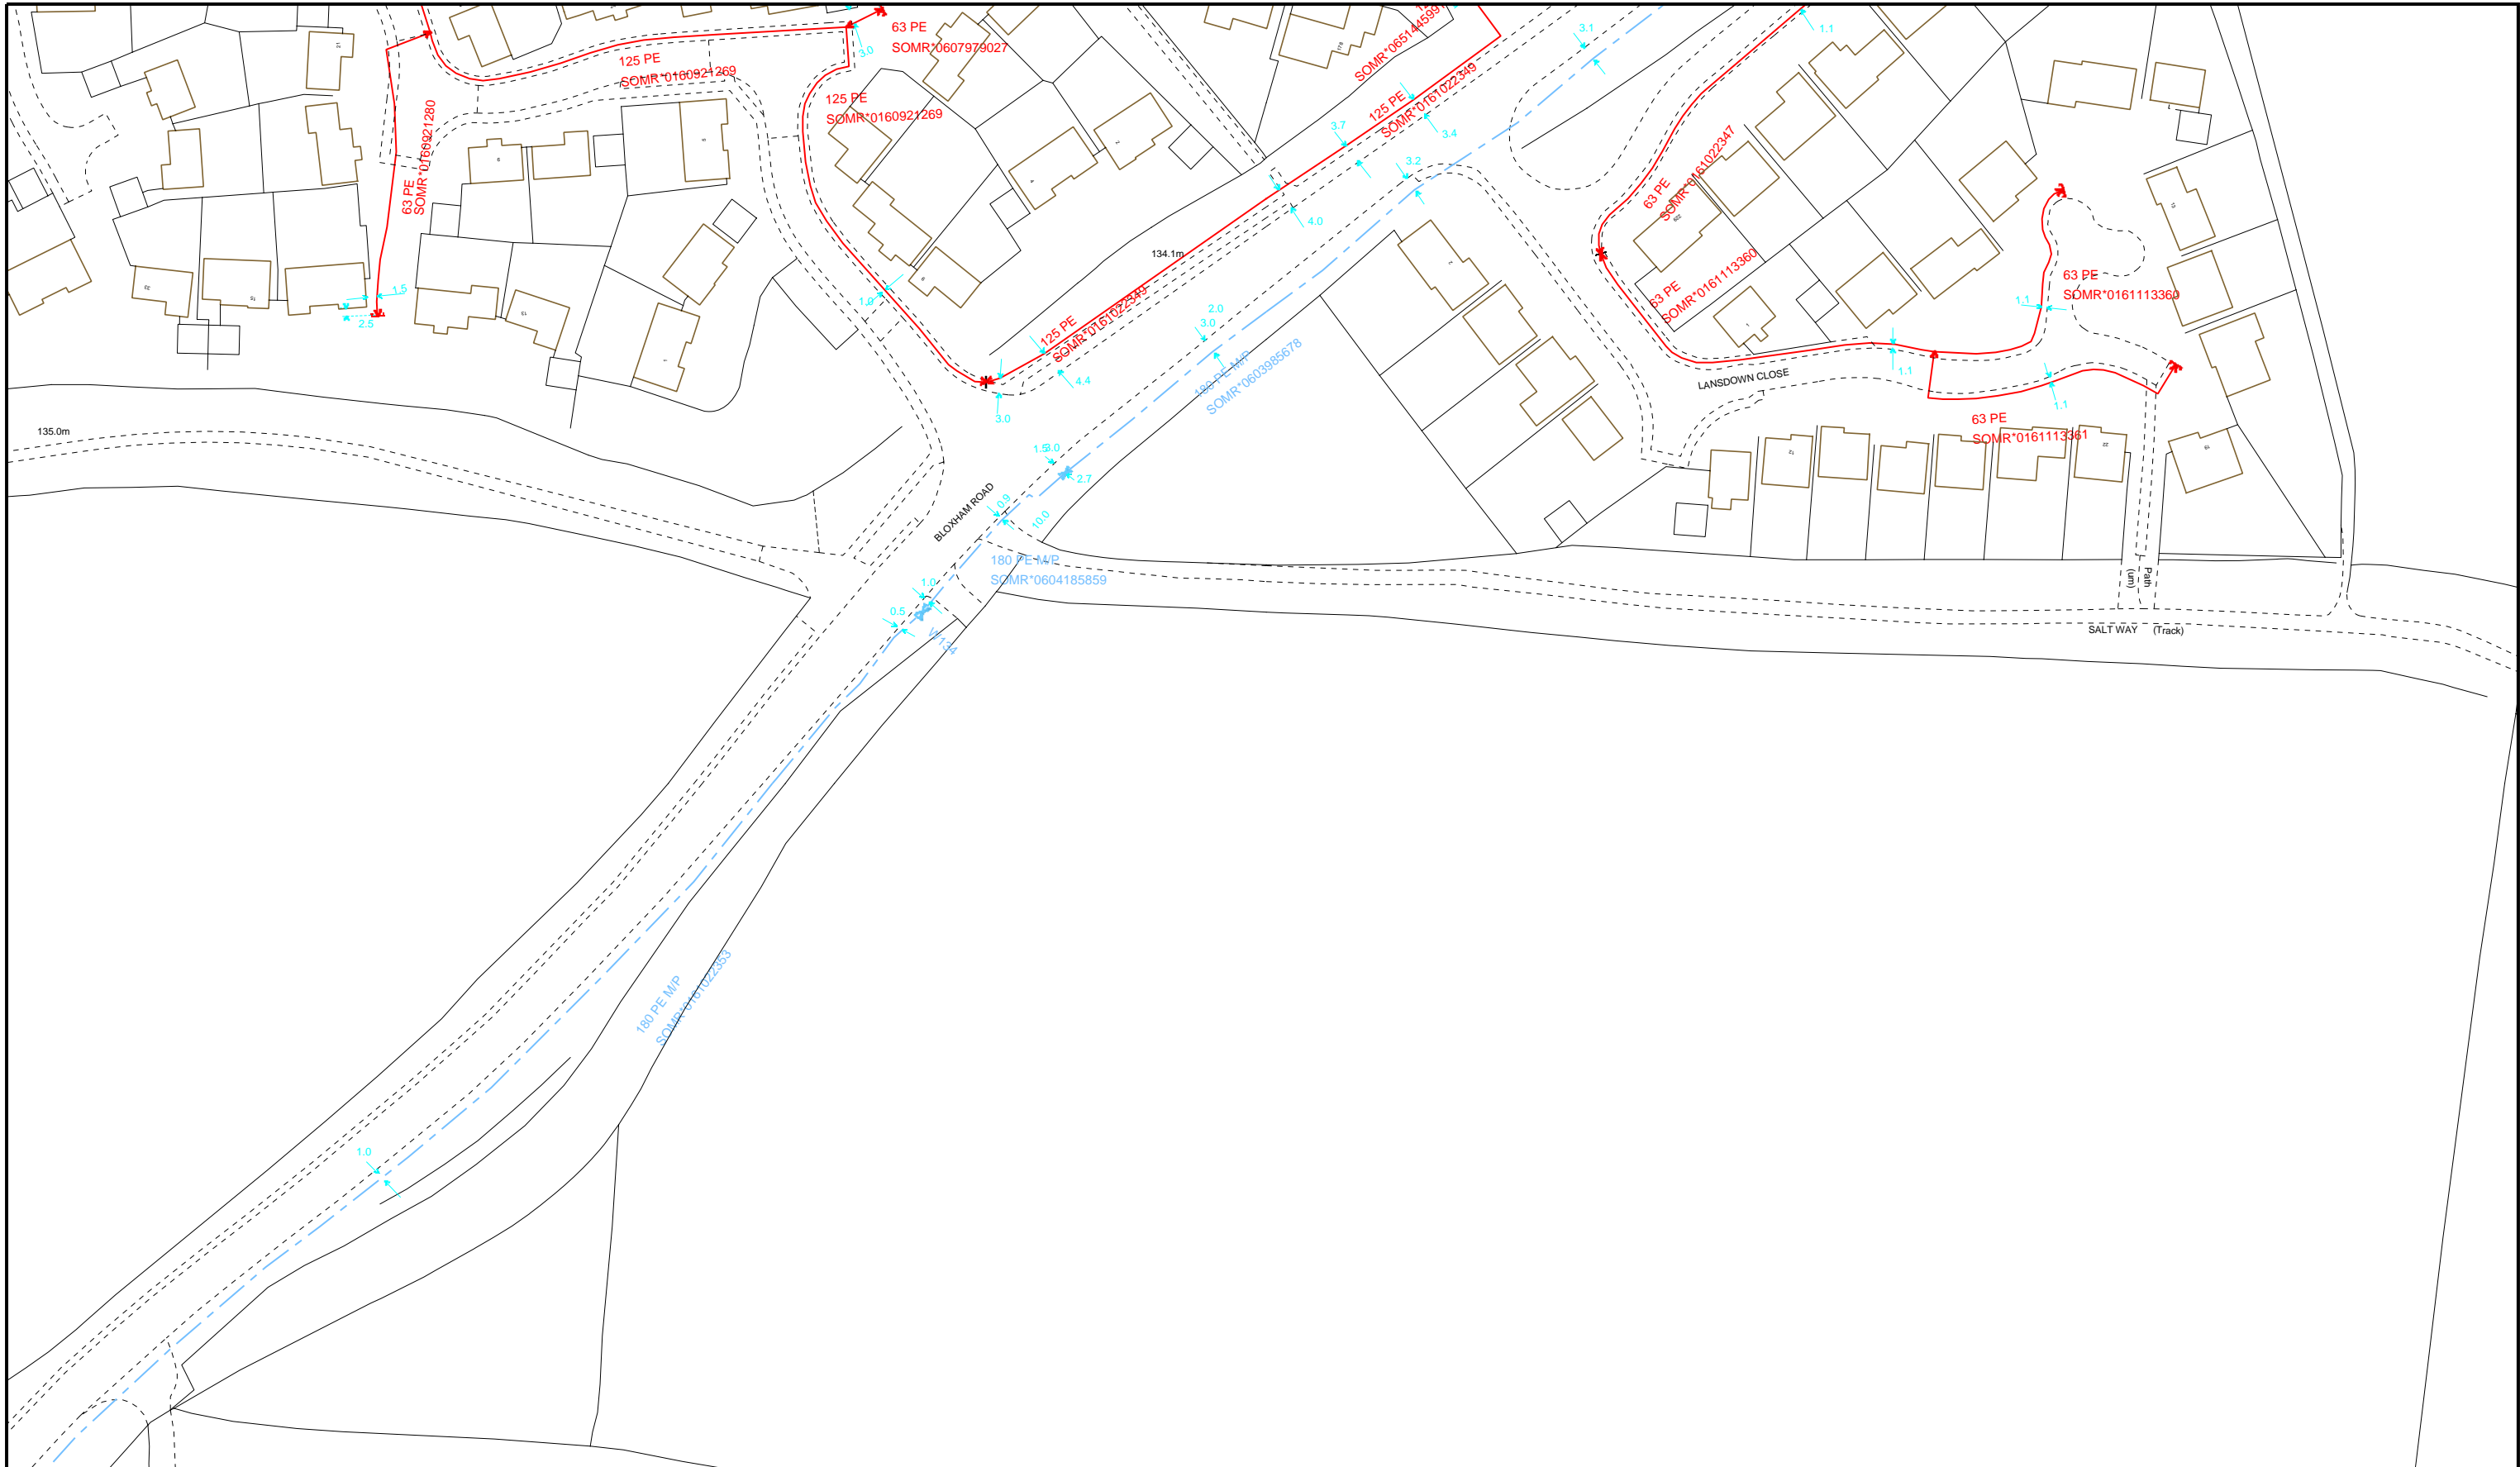 63 PE
SOMR*0607979027
3.0
125 PE
SOMR*0160921269
63 PE
SOMR*0160921280
125 PE
SOMR*0160921269
1.5
2.5
1.0
135.0m
134.1m
125 PE
SOMR*0161022349
3.0
4.4
125 PE
SOMR*0161022349
3.7
3.4
3.2
4.0
3.1
1.1
2.0
3.0
180 PE M/P
SOMR*0603985678
63 PE
SOMR*0161022347
63 PE
SOMR*0161113360
63 PE
SOMR*0161113360
1.1
1.1
1.1
LANSDOWN CLOSE
63 PE
SOMR*0161113361
1.5
3.0
2.7
0.9
10.0
BLOXHAM ROAD
180 PE M/P
SOMR*0604185859
1.0
0.5
W134
Path
(um)
SALT WAY (Track)
180 PE M/P
SOMR*0161022353
1.0